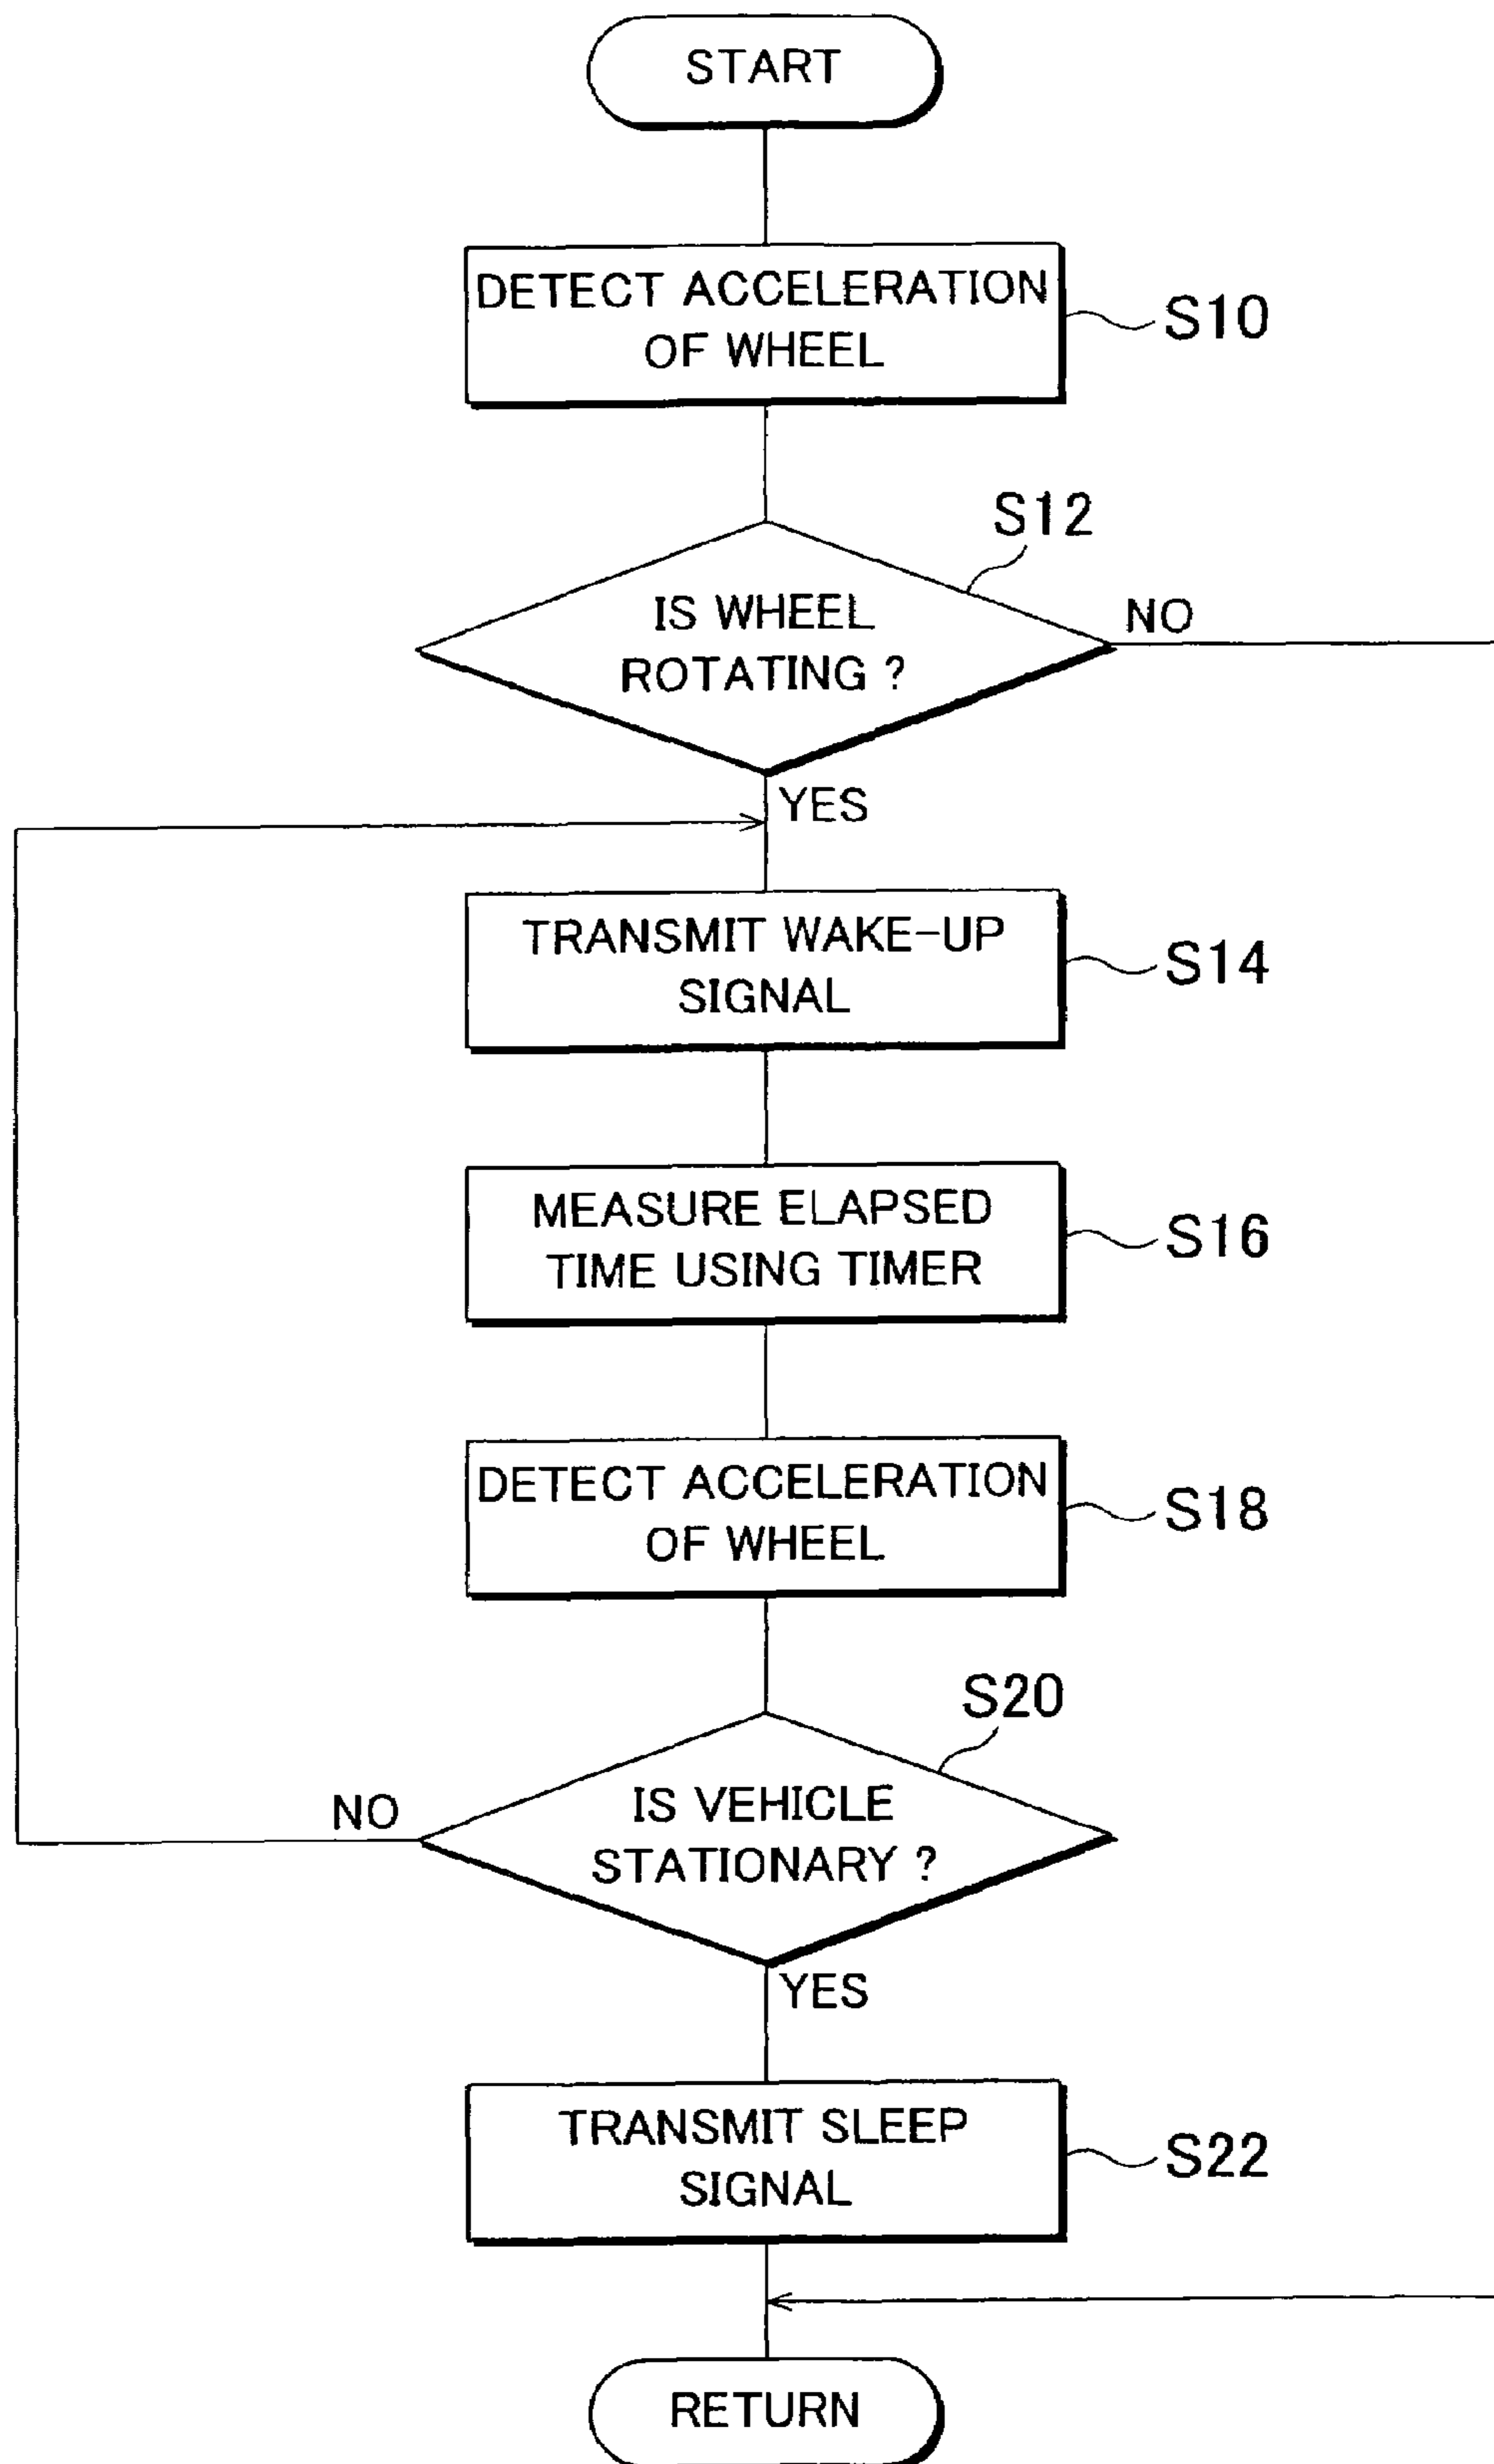 START
DETECT ACCELERATION
OF WHEEL
S10
S12
IS WHEEL
ROTATING ?
NO
YES
TRANSMIT WAKE-UP
SIGNAL
S14
MEASURE ELAPSED
TIME USING TIMER
S16
DETECT ACCELERATION
OF WHEEL
S18
S20
IS VEHICLE
STATIONARY ?
NO
YES
TRANSMIT SLEEP
SIGNAL
S22
RETURN